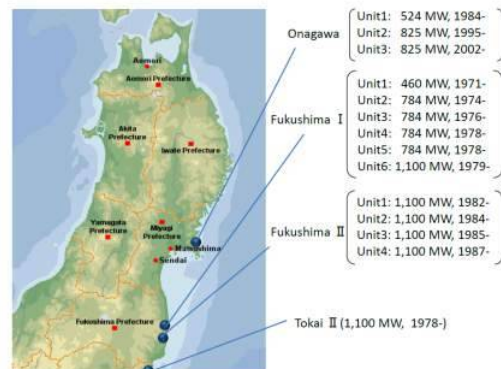 Onagawa
Unit1: 524 MW, 1984-
Unit2: 825 MW, 1995-
Unit3: 825 MW, 2002-
Fukushima Ⅰ
Unit1: 460 MW, 1971-
Unit2: 784 MW, 1974-
Unit3: 784 MW, 1976-
Unit4: 784 MW, 1978-
Unit5: 784 MW, 1978-
Unit6: 1,100 MW, 1979-
Fukushima Ⅱ
Unit1: 1,100 MW, 1982-
Unit2: 1,100 MW, 1984-
Unit3: 1,100 MW, 1985-
Unit4: 1,100 MW, 1987-
Tokai Ⅱ (1,100 MW, 1978-)
Aomori
Aomori Prefecture
Akita
Prefecture
Iwate Prefecture
Yamagata
Prefecture
Miyagi
Prefecture
Sendai
Fukushima Prefecture